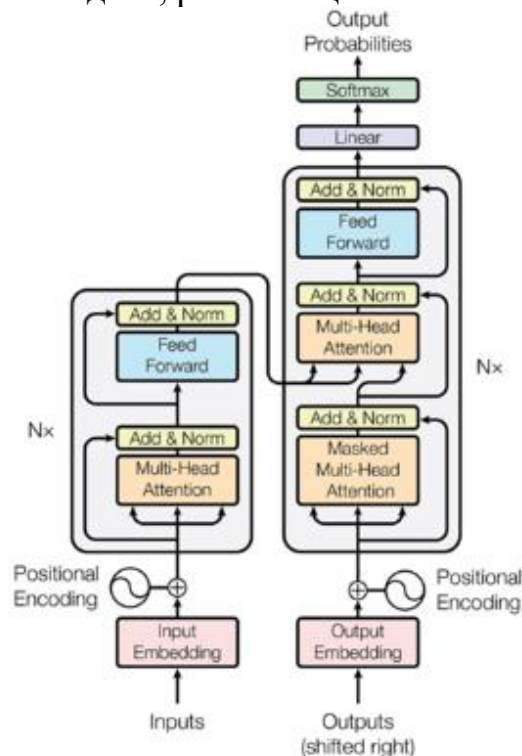 Output
Probabilities
Softmax
Linear
Add & Norm
Feed
Forward
Add & Norm
Multi-Head
Attention
Add & Norm
Masked
Multi-Head
Attention
N×
Add & Norm
Feed
Forward
Add & Norm
Multi-Head
Attention
N×
Positional
Encoding
Positional
Encoding
Input
Embedding
Output
Embedding
Inputs
Outputs
(shifted right)